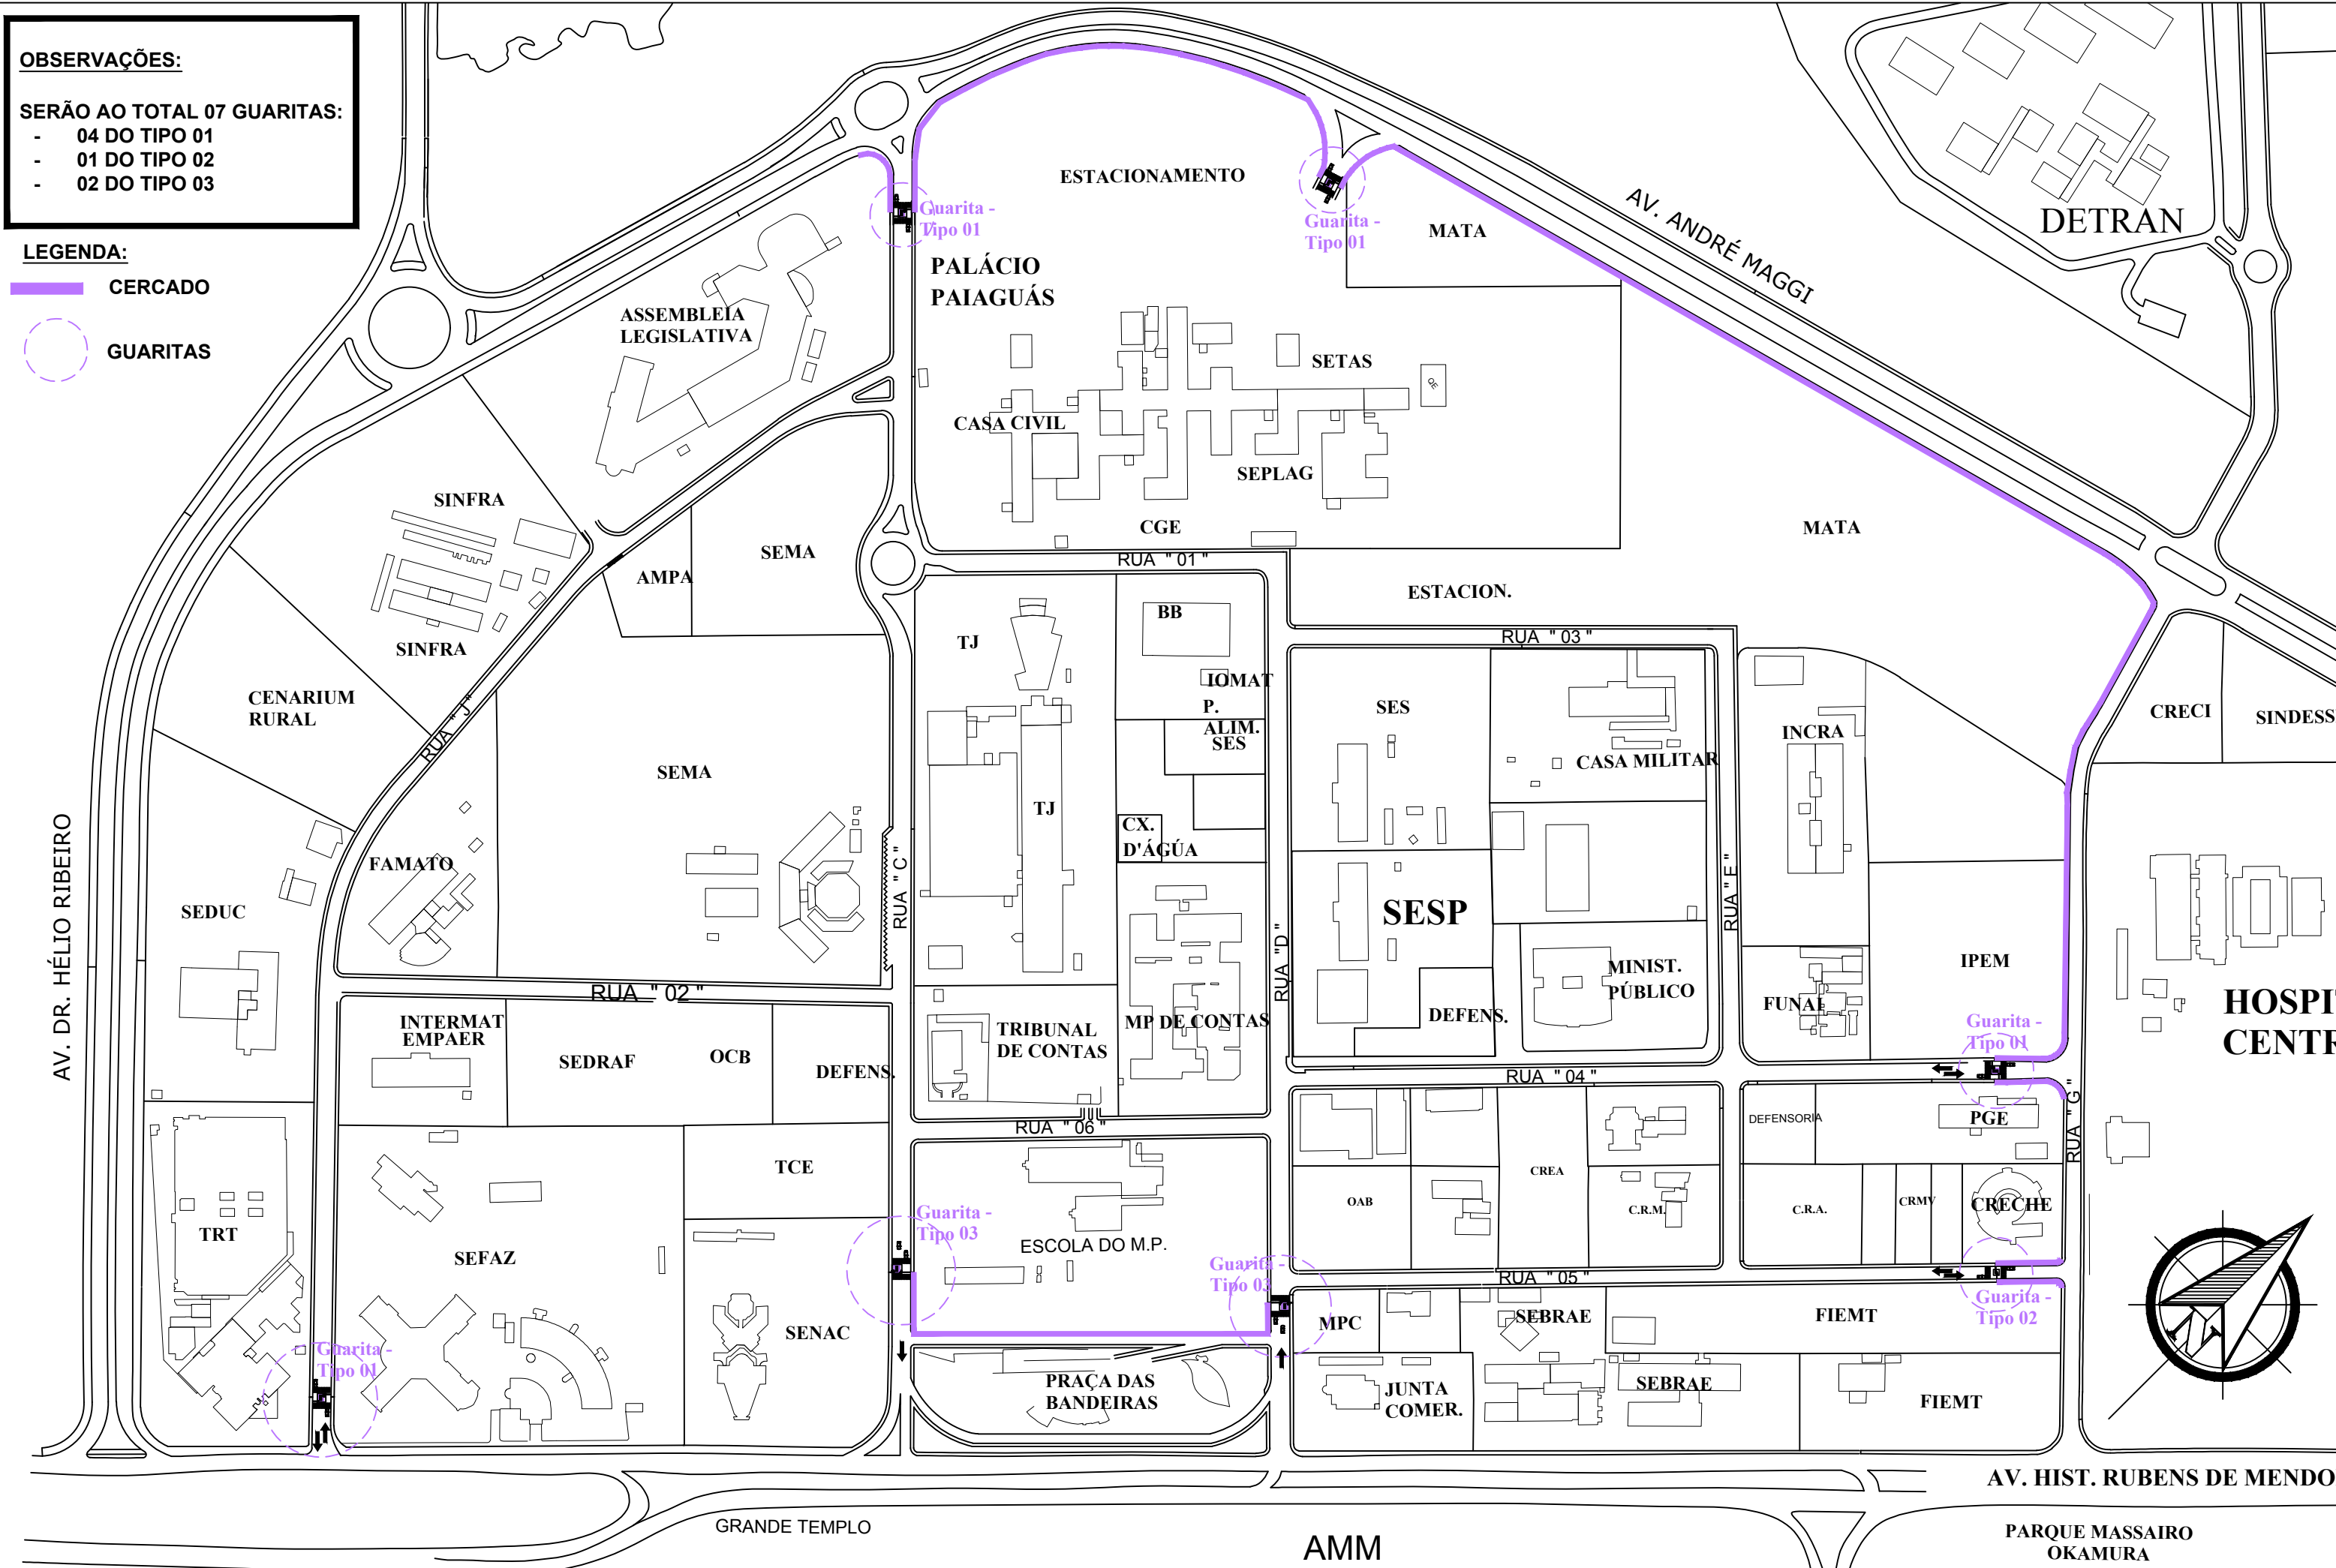 OBSERVAÇÕES:
SERÃO AO TOTAL 07 GUARITAS:
- 04 DO TIPO 01
- 01 DO TIPO 02
- 02 DO TIPO 03
LEGENDA:
CERCADO
GUARITAS
ESTACIONAMENTO
Guarita -
Tipo 01
Guarita -
Tipo 01
MATA
AV. ANDRÉ MAGGI
DETRAN
PALÁCIO
PAIAGUÁS
ASSEMBLEIA
LEGISLATIVA
SETAS
QE
CASA CIVIL
SEPLAG
CGE
SINFRA
SEMA
AMPA
RUA " 01 "
MATA
ESTACION.
SINFRA
CENARIUM
RURAL
RUA " J "
TJ
BB
IOMAT
P.
ALIM.
SES
RUA " 03 "
SES
CASA MILITAR
INCRA
CRECI
SINDESS
SEMA
TJ
CX.
D'ÁGÚA
FAMATO
SEDUC
AV. DR. HÉLIO RIBEIRO
RUA " C "
RUA "D "
SESP
RUA " E "
MINIST.
PÚBLICO
DEFENS.
FUNAI
IPEM
HOSPI
CENTR
RUA " 02 "
INTERMAT
EMPAER
SEDRAF
OCB
DEFENS.
TRIBUNAL
DE CONTAS
MP DE CONTAS
Guarita -
Tipo 01
RUA " 04 "
RUA " G "
DEFENSORIA
PGE
RUA " 06 "
TCE
CREA
OAB
C.R.M.
C.R.A.
CRMV
CRECHE
TRT
SEFAZ
Guarita -
Tipo 03
ESCOLA DO M.P.
Guarita -
Tipo 03
RUA " 05 "
Guarita -
Tipo 02
SENAC
MPC
SEBRAE
FIEMT
Guarita -
Tipo 01
PRAÇA DAS
BANDEIRAS
JUNTA
COMER.
SEBRAE
FIEMT
N
AV. HIST. RUBENS DE MENDO
GRANDE TEMPLO
AMM
PARQUE MASSAIRO
OKAMURA